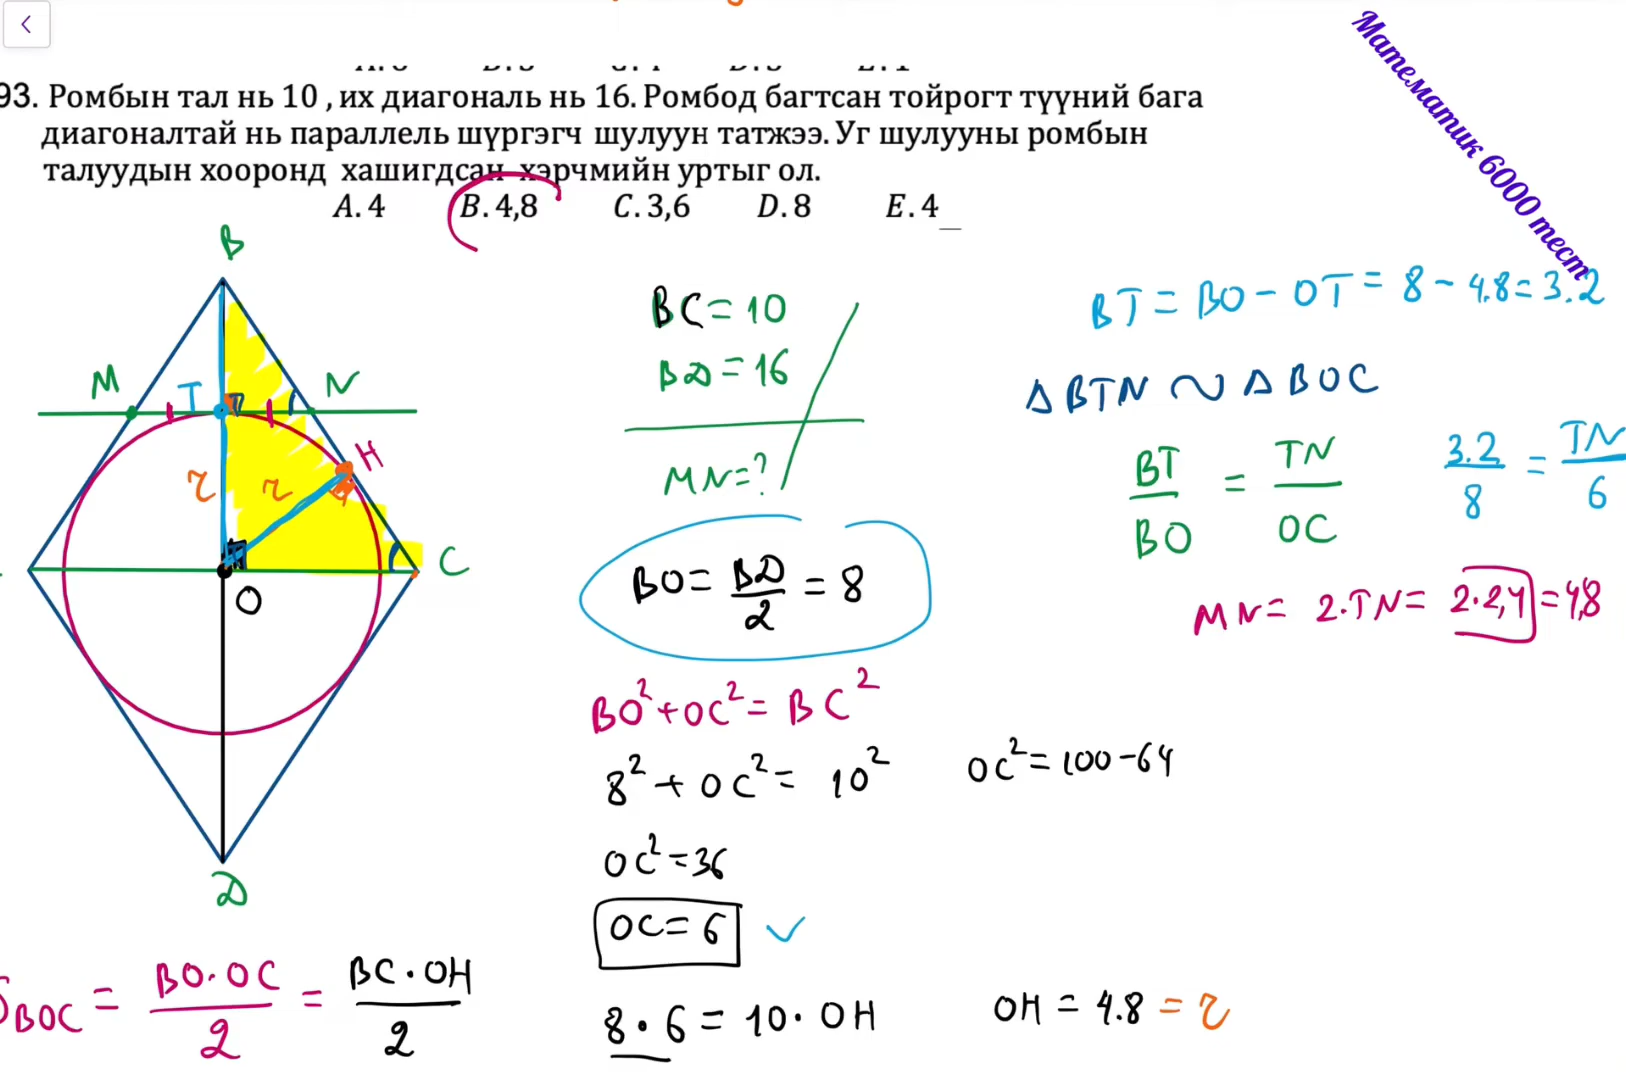 93. Ромбын тал нь 10 , их диагональ нь 16. Ромбод багтсан тойрогт түүний бага
диагоналтай нь параллель шүргэгч шулуун татжээ. Уг шулууны ромбын
талуудын хооронд хашигдсан хэрчмийн уртыг ол.
A. 4 B. 4,8 C. 3,6 D. 8 E. 4_
Математик 6000 тест
B
M T N
H
r r
C
O
D
BC = 10
BD = 16
MN = ?
BO = BD/2 = 8
BO² + OC² = BC²
8² + OC² = 10² OC² = 100 - 64
OC² = 36
OC = 6 ✓
S_BOC = BO · OC / 2 = BC · OH / 2
8 · 6 = 10 · OH OH = 4.8 = r
BT = BO - OT = 8 - 4.8 = 3.2
△BTN ~ △BOC
BT/BO = TN/OC 3.2/8 = TN/6
MN = 2·TN = 2·2,4 = 4,8